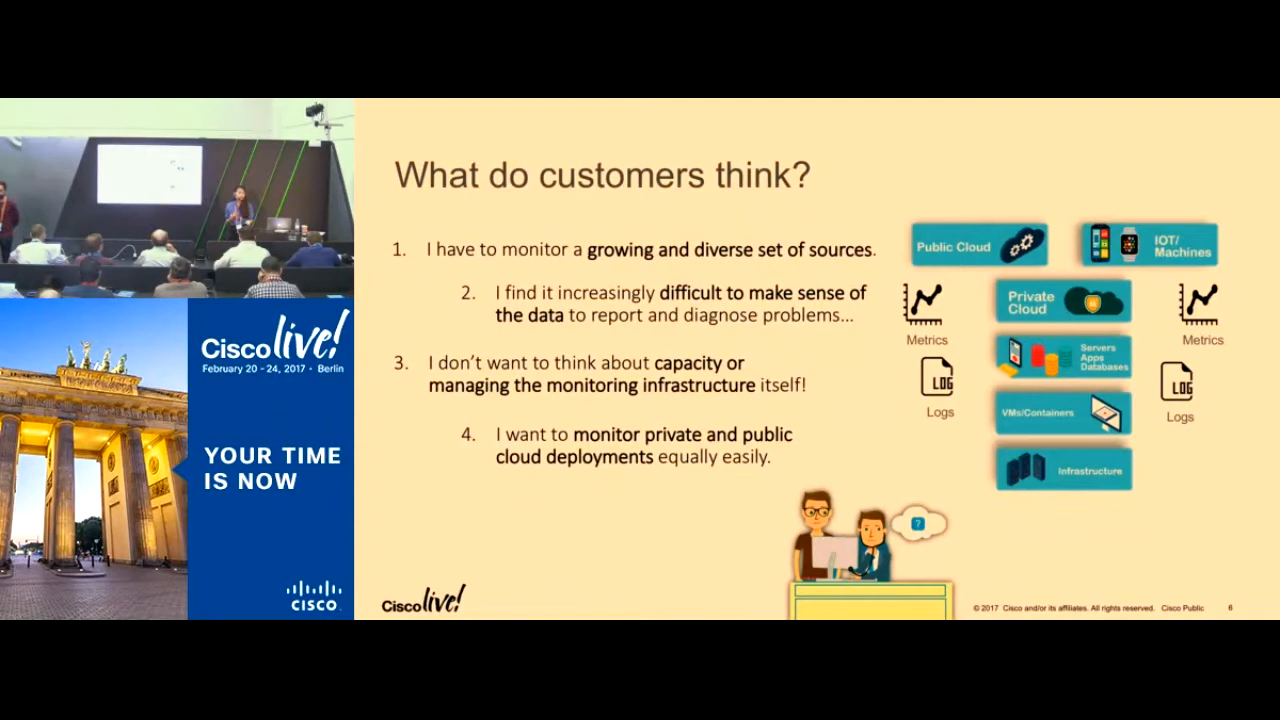 What do customers think?
1. I have to monitor a growing and diverse set of sources.
2. I find it increasingly difficult to make sense of
the data to report and diagnose problems...
3. I don't want to think about capacity or
managing the monitoring infrastructure itself!
4. I want to monitor private and public
cloud deployments equally easily.
Public Cloud
IOT/
Machines
Private
Cloud
Servers
Apps
Databases
VMs/Containers
Infrastructure
Metrics
LOG
Logs
Metrics
LOG
Logs
?
Cisco live!
February 20 - 24, 2017 • Berlin
YOUR TIME
IS NOW
CISCO
Cisco live!
© 2017 Cisco and/or its affiliates. All rights reserved. Cisco Public 6